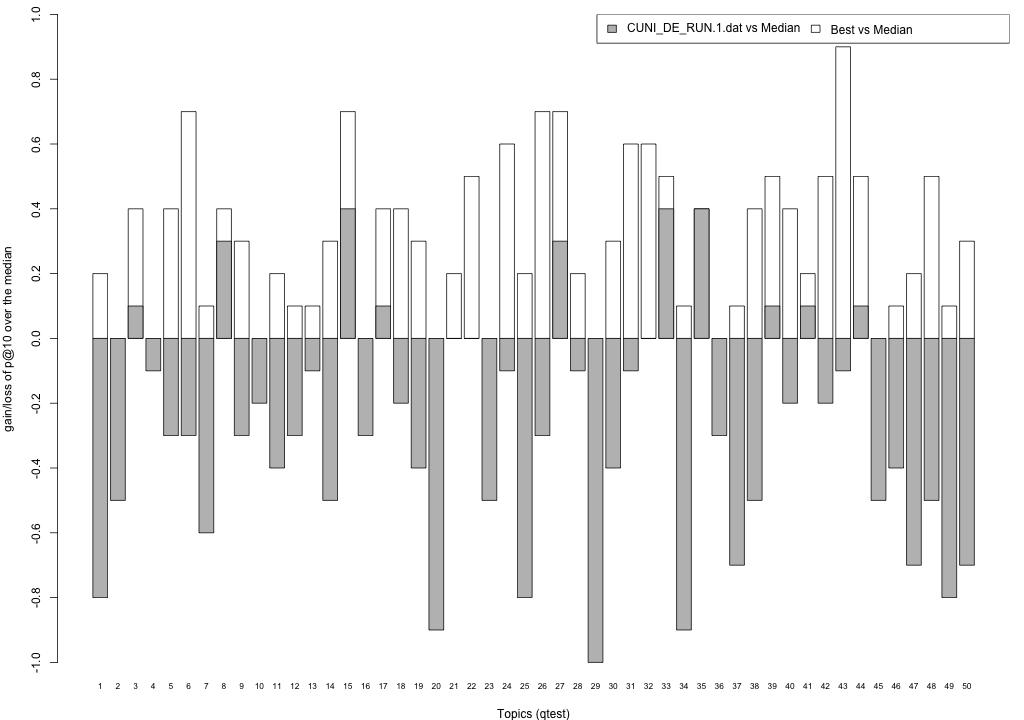 CUNI_DE_RUN.1.dat vs Median Best vs Median
gain/loss of p@10 over the median
1.0
0.8
0.6
0.4
0.2
0.0
-0.2
-0.4
-0.6
-0.8
-1.0
1 2 3 4 5 6 7 8 9 10 11 12 13 14 15 16 17 18 19 20 21 22 23 24 25 26 27 28 29 30 31 32 33 34 35 36 37 38 39 40 41 42 43 44 45 46 47 48 49 50
Topics (qtest)